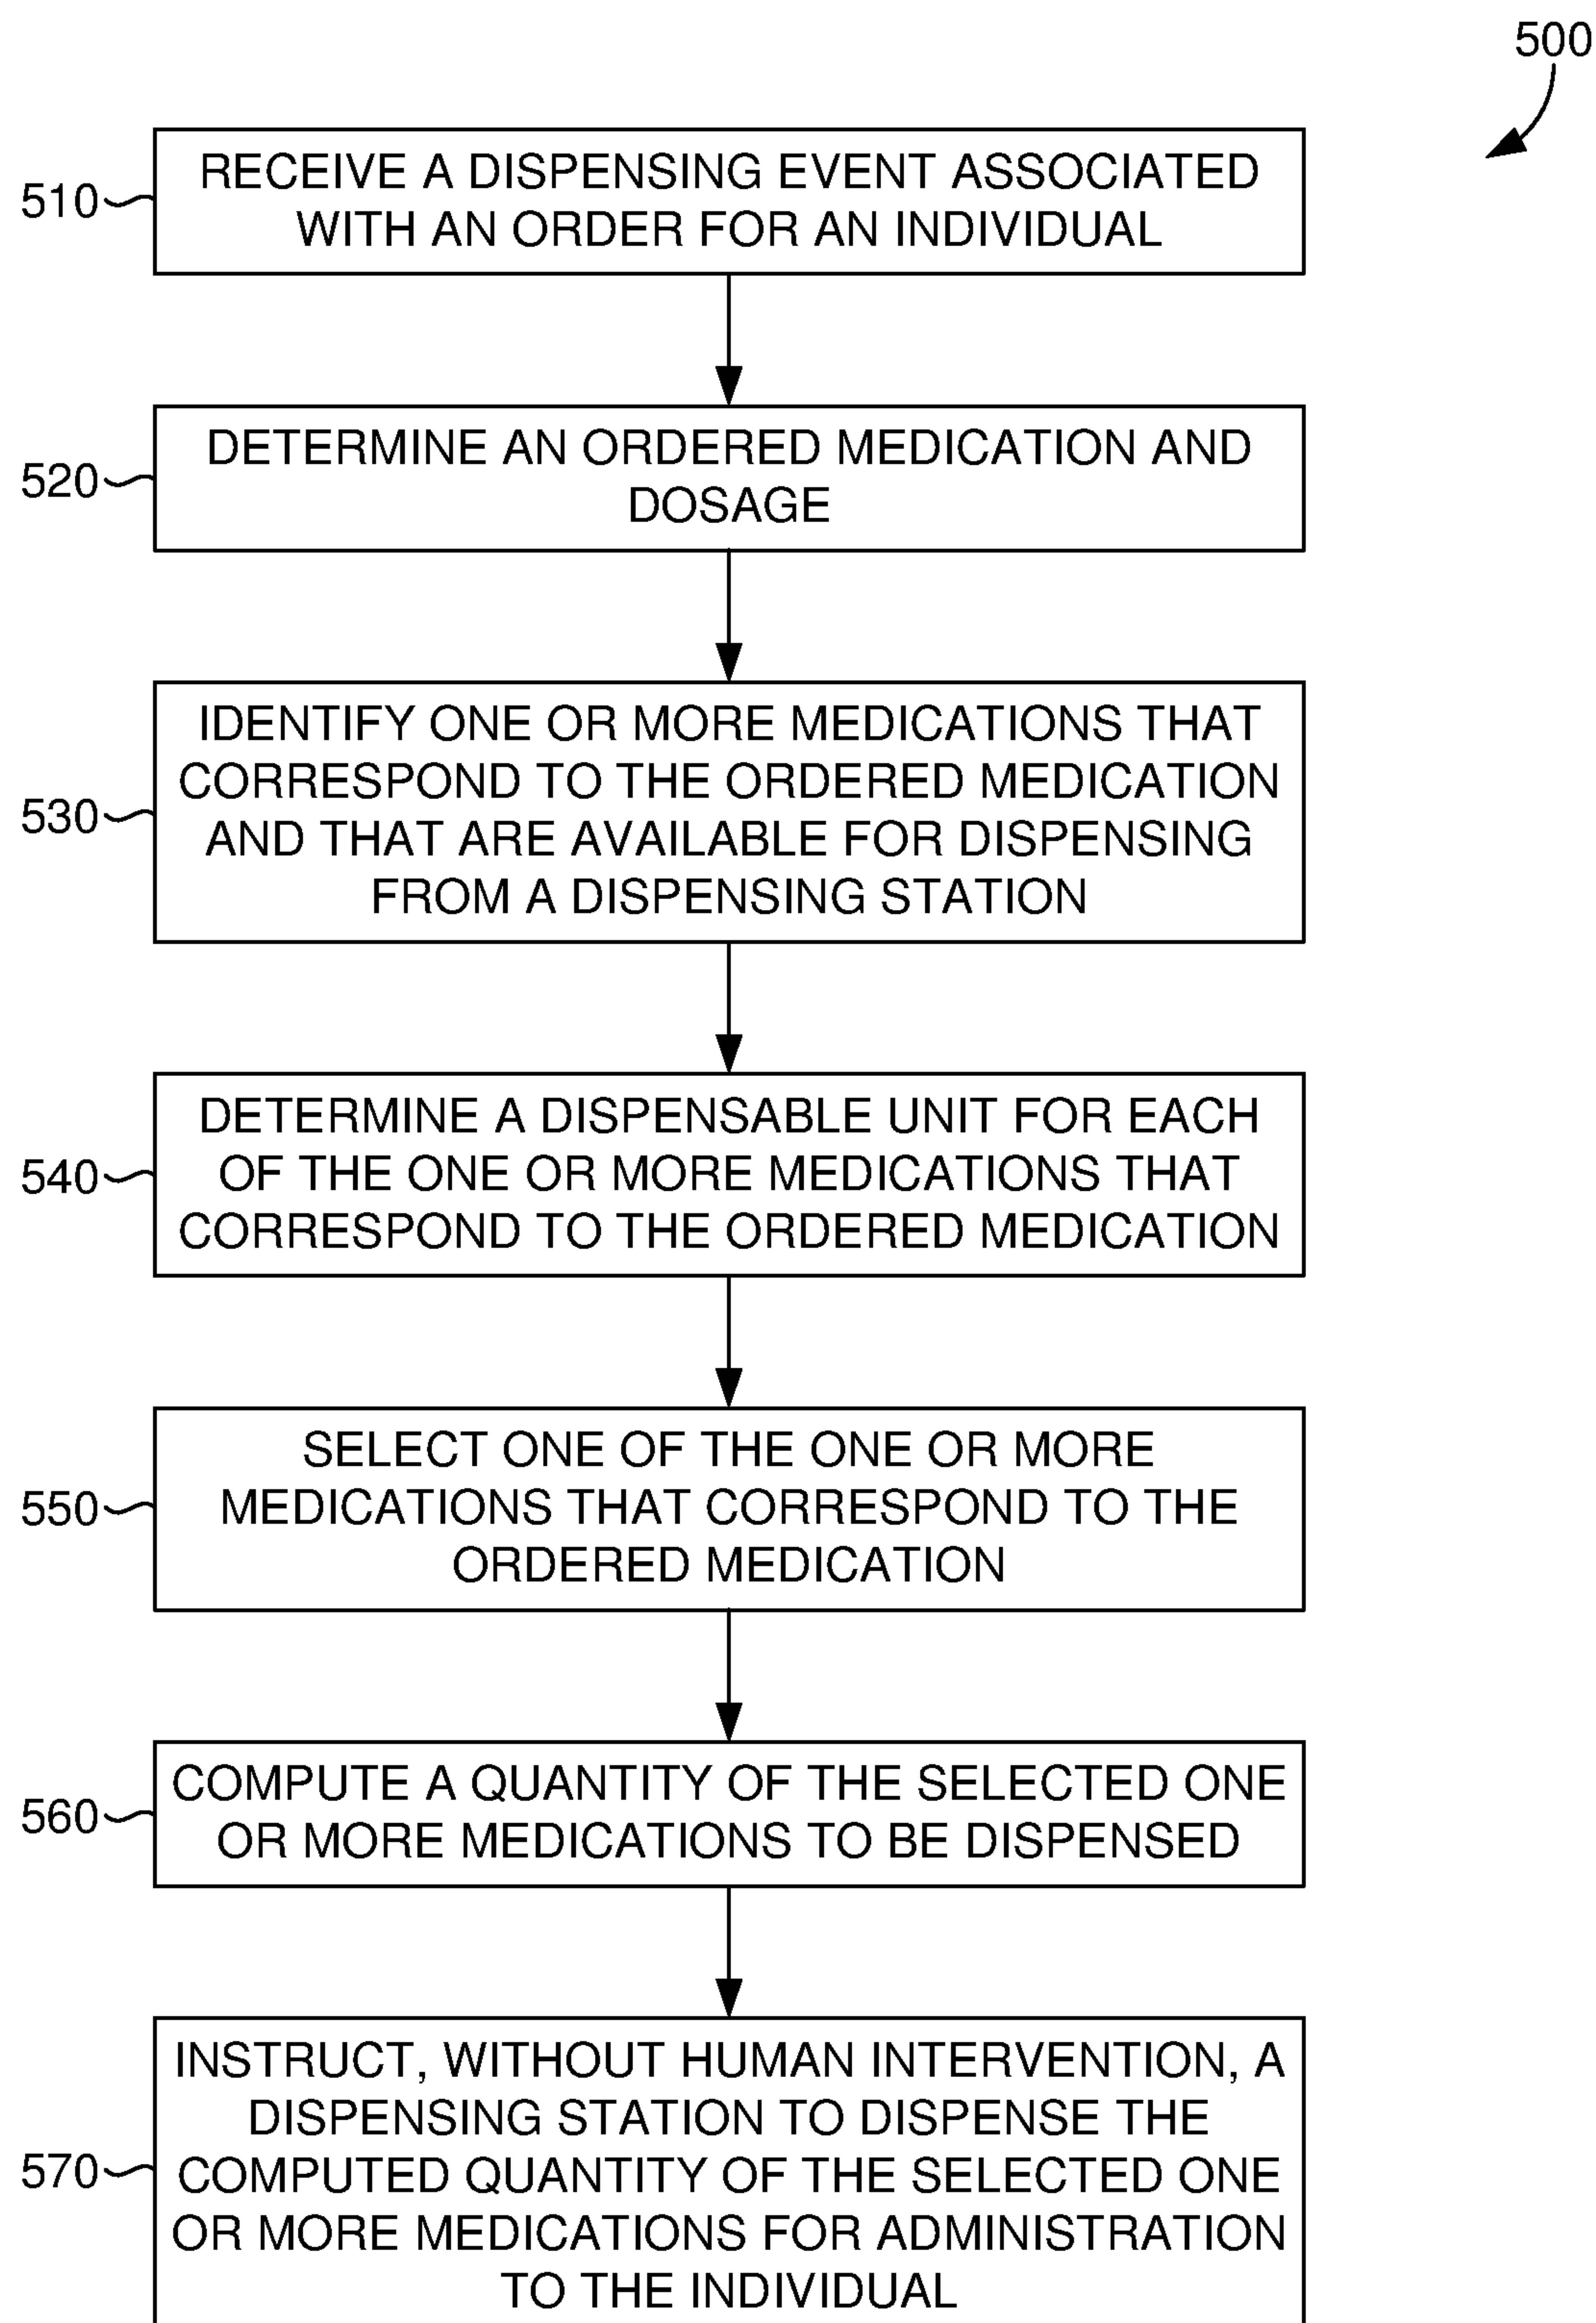 500
510
RECEIVE A DISPENSING EVENT ASSOCIATED
WITH AN ORDER FOR AN INDIVIDUAL
520
DETERMINE AN ORDERED MEDICATION AND
DOSAGE
530
IDENTIFY ONE OR MORE MEDICATIONS THAT
CORRESPOND TO THE ORDERED MEDICATION
AND THAT ARE AVAILABLE FOR DISPENSING
FROM A DISPENSING STATION
540
DETERMINE A DISPENSABLE UNIT FOR EACH
OF THE ONE OR MORE MEDICATIONS THAT
CORRESPOND TO THE ORDERED MEDICATION
550
SELECT ONE OF THE ONE OR MORE
MEDICATIONS THAT CORRESPOND TO THE
ORDERED MEDICATION
560
COMPUTE A QUANTITY OF THE SELECTED ONE
OR MORE MEDICATIONS TO BE DISPENSED
570
INSTRUCT, WITHOUT HUMAN INTERVENTION, A
DISPENSING STATION TO DISPENSE THE
COMPUTED QUANTITY OF THE SELECTED ONE
OR MORE MEDICATIONS FOR ADMINISTRATION
TO THE INDIVIDUAL